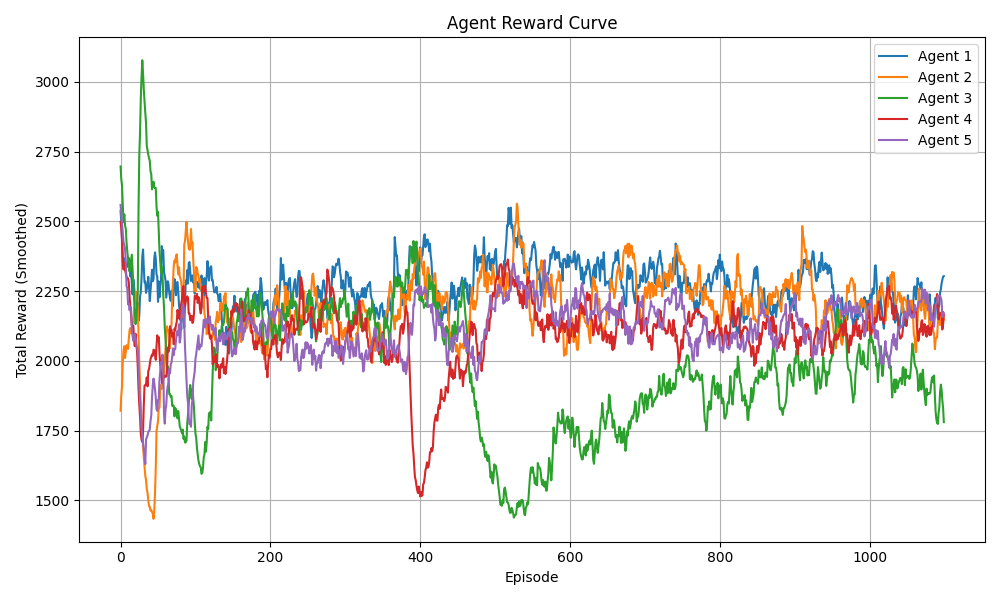 Agent Reward Curve
Total Reward (Smoothed)
3000
2750
2500
2250
2000
1750
1500
0
200
400
600
800
1000
Episode
Agent 1
Agent 2
Agent 3
Agent 4
Agent 5